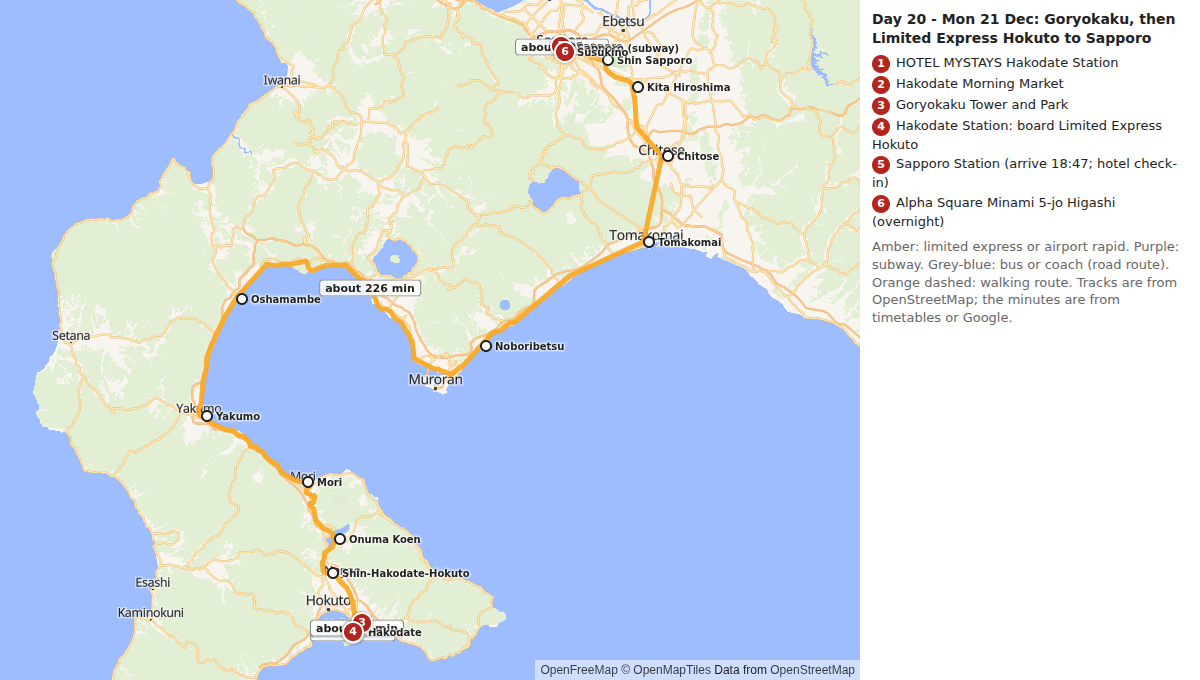 Ebetsu
about
(subway)
Susukino
Shin Sapporo
Iwanai
Kita Hiroshima
Chitose
Chitose
Tomakomai
Tomakomai
about 226 min
Oshamambe
Setana
Noboribetsu
Muroran
Yakumo
Yakumo
Mori
Mori
Onuma Koen
Shin-Hakodate-Hokuto
Esashi
Hokuto
Kaminokuni
min
Hakodate
3
4
6
OpenFreeMap © OpenMapTiles Data from OpenStreetMap
Day 20 - Mon 21 Dec: Goryokaku, then
Limited Express Hokuto to Sapporo
1 HOTEL MYSTAYS Hakodate Station
2 Hakodate Morning Market
3 Goryokaku Tower and Park
4 Hakodate Station: board Limited Express
Hokuto
5 Sapporo Station (arrive 18:47; hotel check-
in)
6 Alpha Square Minami 5-jo Higashi
(overnight)
Amber: limited express or airport rapid. Purple:
subway. Grey-blue: bus or coach (road route).
Orange dashed: walking route. Tracks are from
OpenStreetMap; the minutes are from
timetables or Google.